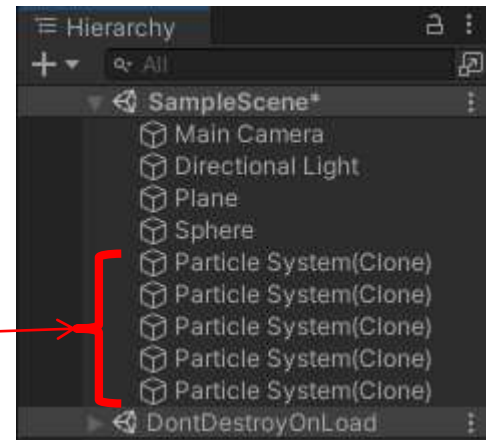 Hierarchy
All
SampleScene*
Main Camera
Directional Light
Plane
Sphere
Particle System(Clone)
Particle System(Clone)
Particle System(Clone)
Particle System(Clone)
Particle System(Clone)
DontDestroyOnLoad